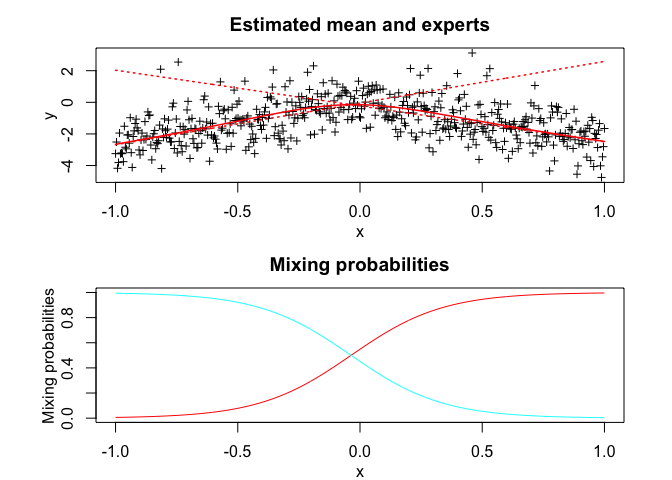 Estimated mean and experts
y
2
0
-2
-4
-1.0 -0.5 0.0 0.5 1.0
x
Mixing probabilities
Mixing probabilities
0.8
0.4
0.0
-1.0 -0.5 0.0 0.5 1.0
x